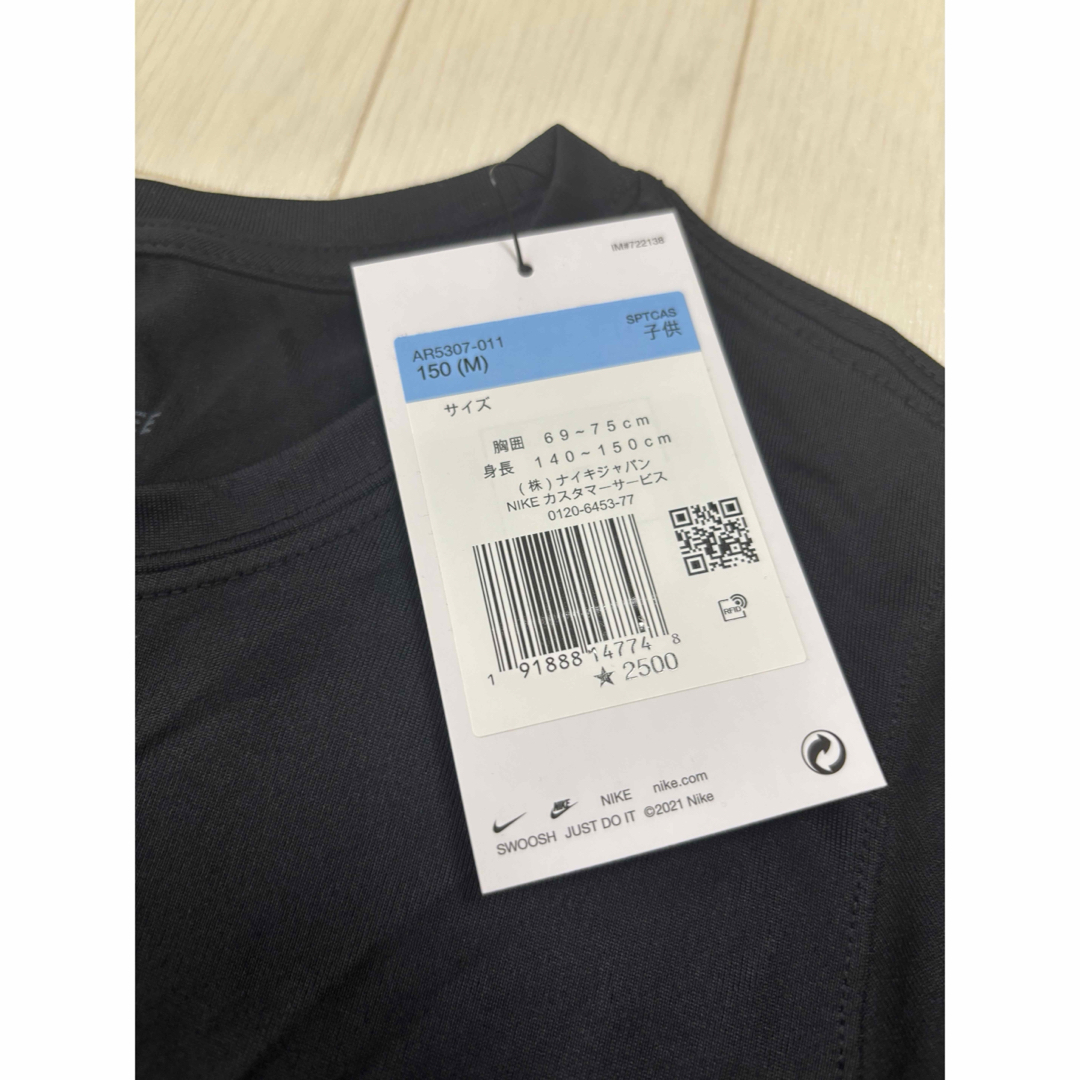 IM#722138
SPTCAS
子供
AR5307-011
150 (M)
サイズ
胸囲 69~75cm
身長 140~150cm
(株)ナイキジャパン
NIKE カスタマーサービス
0120-6453-77
RFID
1 91888 14774 8
★2500
NIKE nike.com
SWOOSH JUST DO IT ©2021 Nike